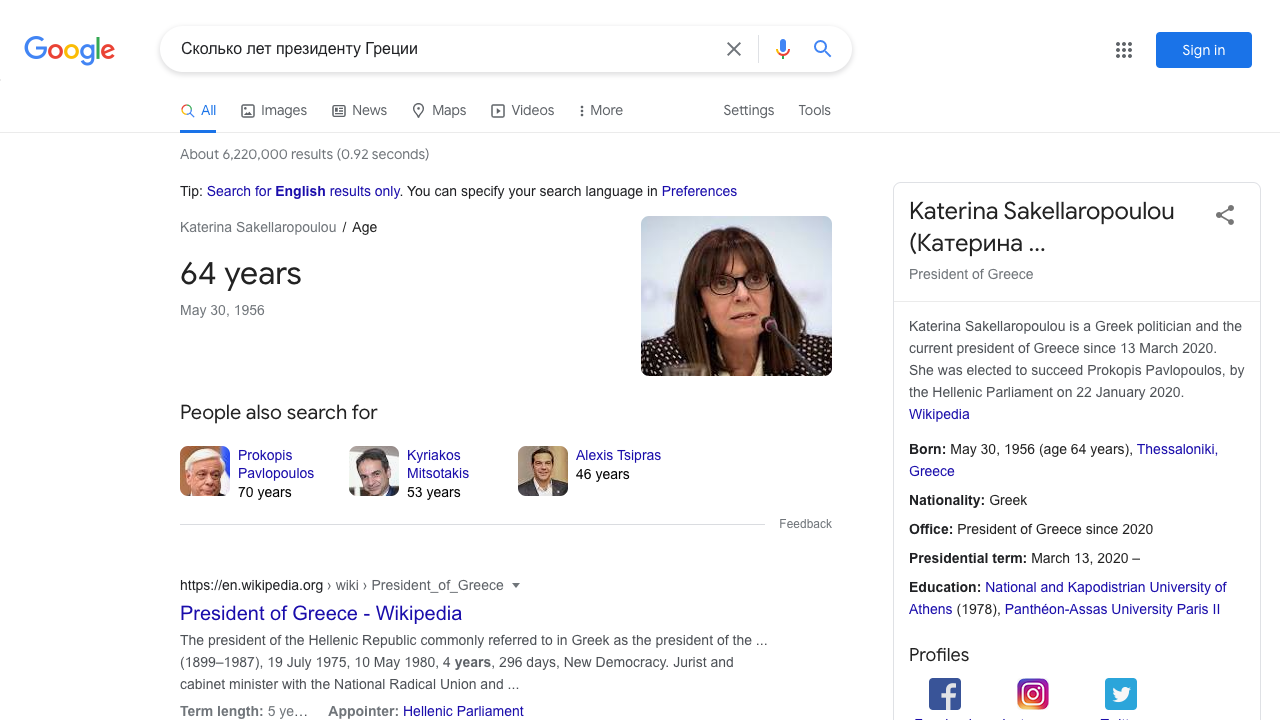 Google
Сколько лет президенту Греции
Sign in
All
Images
News
Maps
Videos
More
Settings
Tools
About 6,220,000 results (0.92 seconds)
Tip: Search for English results only. You can specify your search language in Preferences
Katerina Sakellaropoulou / Age
64 years
May 30, 1956
People also search for
Prokopis
Pavlopoulos
70 years
Kyriakos
Mitsotakis
53 years
Alexis Tsipras
46 years
Feedback
https://en.wikipedia.org › wiki › President_of_Greece
President of Greece - Wikipedia
The president of the Hellenic Republic commonly referred to in Greek as the president of the ...
(1899–1987), 19 July 1975, 10 May 1980, 4 years, 296 days, New Democracy. Jurist and
cabinet minister with the National Radical Union and ...
Term length: 5 ye… Appointer: Hellenic Parliament
Katerina Sakellaropoulou
(Катерина ...
President of Greece
Katerina Sakellaropoulou is a Greek politician and the
current president of Greece since 13 March 2020.
She was elected to succeed Prokopis Pavlopoulos, by
the Hellenic Parliament on 22 January 2020.
Wikipedia
Born: May 30, 1956 (age 64 years), Thessaloniki,
Greece
Nationality: Greek
Office: President of Greece since 2020
Presidential term: March 13, 2020 –
Education: National and Kapodistrian University of
Athens (1978), Panthéon-Assas University Paris II
Profiles